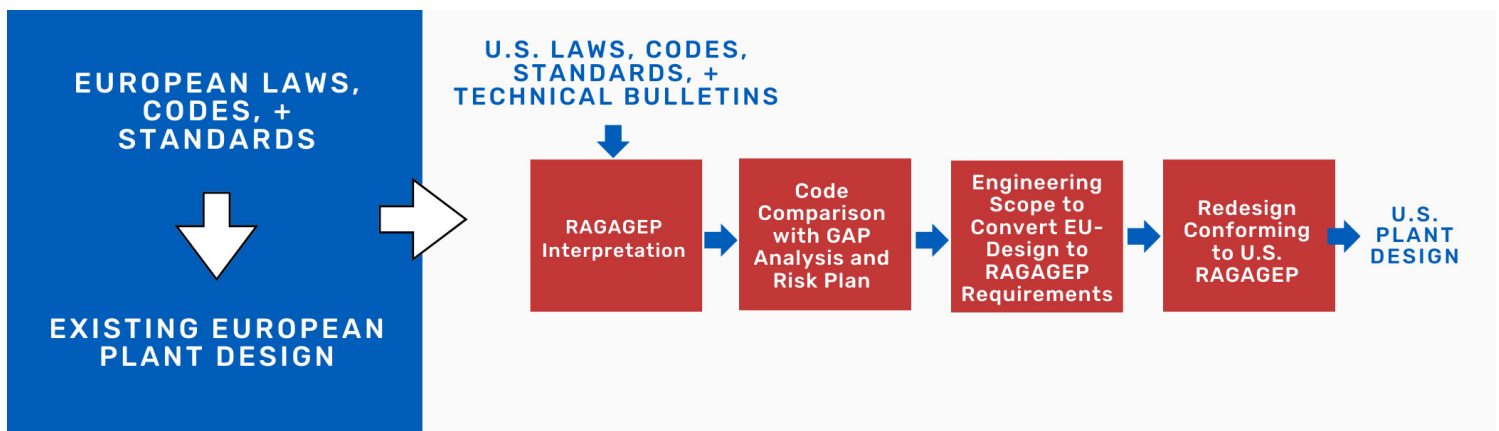 EUROPEAN LAWS,
CODES, +
STANDARDS
EXISTING EUROPEAN
PLANT DESIGN
U.S. LAWS, CODES,
STANDARDS, +
TECHNICAL BULLETINS
RAGAGEP
Interpretation
Code
Comparison
with GAP
Analysis and
Risk Plan
Engineering
Scope to
Convert EU-
Design to
RAGAGEP
Requirements
Redesign
Conforming
to U.S.
RAGAGEP
U.S.
PLANT
DESIGN